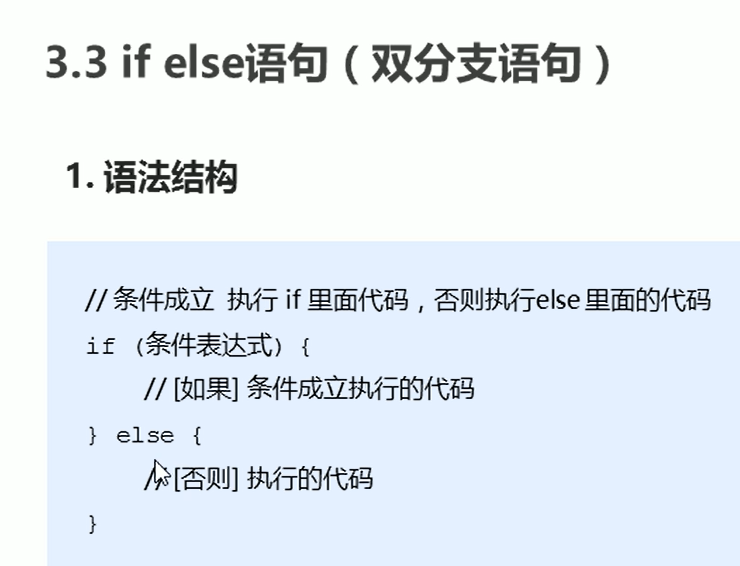 3.3 if else语句（双分支语句）
1. 语法结构
// 条件成立 执行 if 里面代码，否则执行else 里面的代码
if （条件表达式）{
// [如果] 条件成立执行的代码
} else {
// [否则] 执行的代码
}